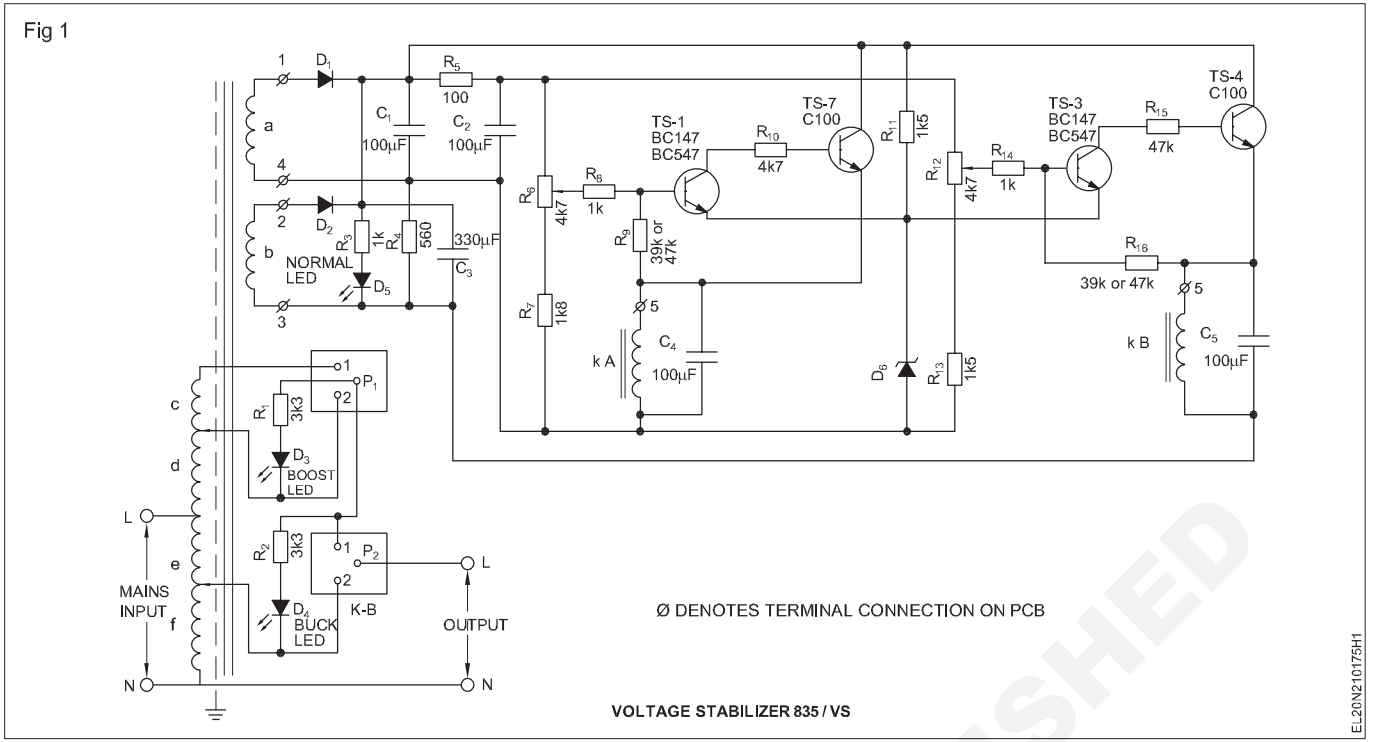 Fig 1
1
D1
R5
100
a
C1
100µF
C2
100µF
4
2
D2
b
R3
1k
R4
560
330µF
C3
NORMAL
LED
D5
3
TS-1
BC147
BC547
R10
4k7
TS-7
C100
R11
1k5
R6
4k7
R8
1k
R9
39k or
47k
R7
1k8
5
k A
C4
100µF
D6
R12
4k7
R13
1k5
R14
1k
TS-3
BC147
BC547
R15
47k
TS-4
C100
R16
39k or 47k
5
k B
C5
100µF
c
d
e
f
R1
3k3
D3
BOOST
LED
1
P1
2
R2
3k3
D4
BUCK
LED
1
P2
2
K-B
L
MAINS
INPUT
N
L
OUTPUT
N
Ø DENOTES TERMINAL CONNECTION ON PCB
VOLTAGE STABILIZER 835 / VS
EL20N210175H1
SHED